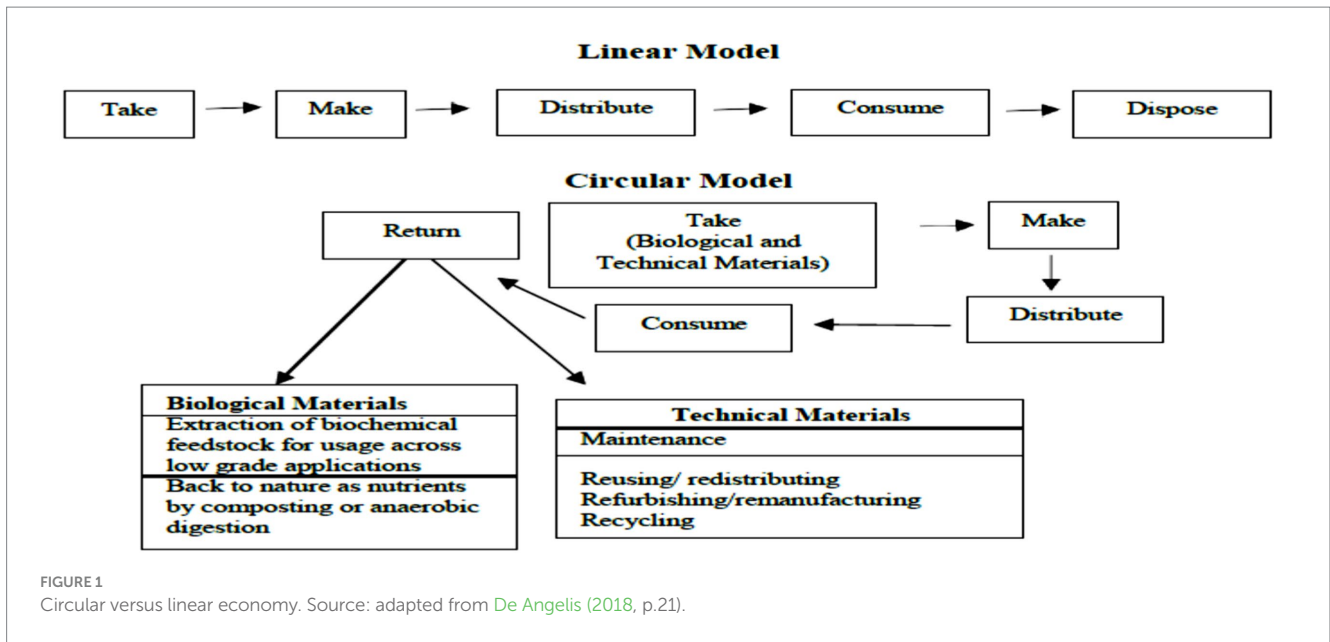 Linear Model
Take
Make
Distribute
Consume
Dispose
Circular Model
Return
Take
(Biological and
Technical Materials)
Make
Distribute
Consume
Biological Materials
Extraction of biochemical
feedstock for usage across
low grade applications
Back to nature as nutrients
by composting or anaerobic
digestion
Technical Materials
Maintenance
Reusing/ redistributing
Refurbishing/remanufacturing
Recycling
FIGURE 1
Circular versus linear economy. Source: adapted from De Angelis (2018, p.21).